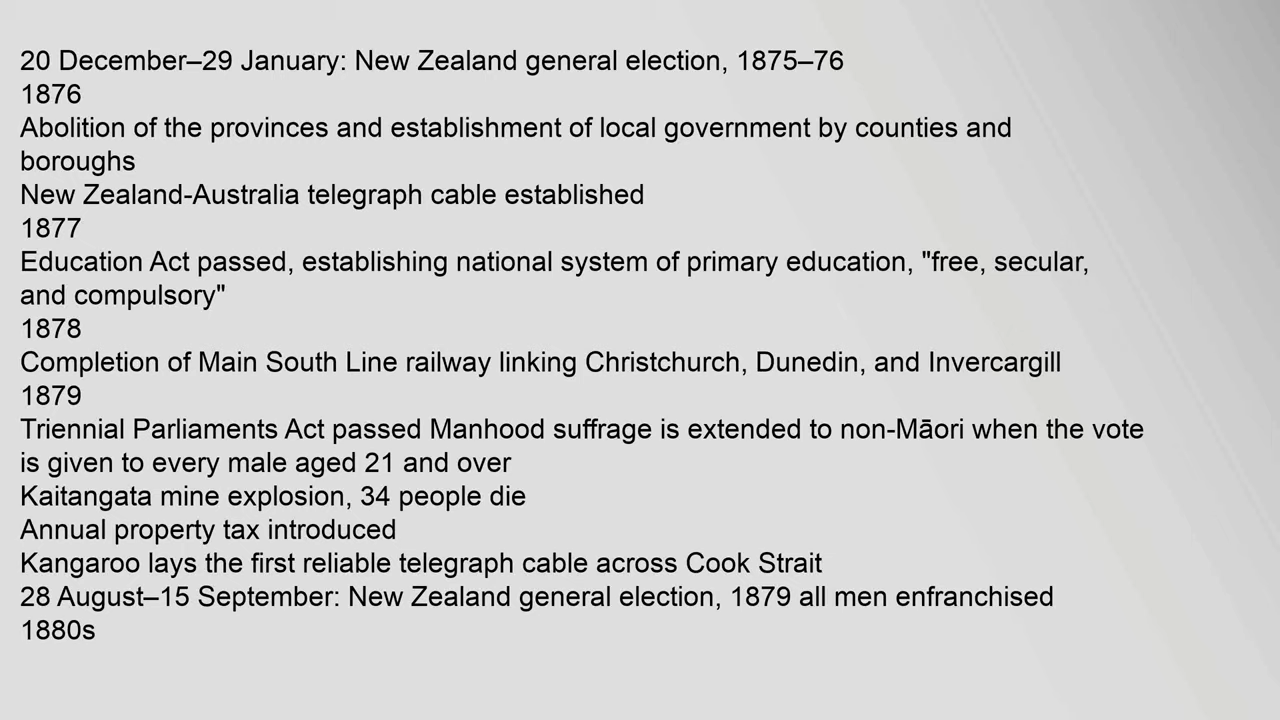 20 December–29 January: New Zealand general election, 1875–76
1876
Abolition of the provinces and establishment of local government by counties and
boroughs
New Zealand-Australia telegraph cable established
1877
Education Act passed, establishing national system of primary education, "free, secular,
and compulsory"
1878
Completion of Main South Line railway linking Christchurch, Dunedin, and Invercargill
1879
Triennial Parliaments Act passed Manhood suffrage is extended to non-Māori when the vote
is given to every male aged 21 and over
Kaitangata mine explosion, 34 people die
Annual property tax introduced
Kangaroo lays the first reliable telegraph cable across Cook Strait
28 August–15 September: New Zealand general election, 1879 all men enfranchised
1880s